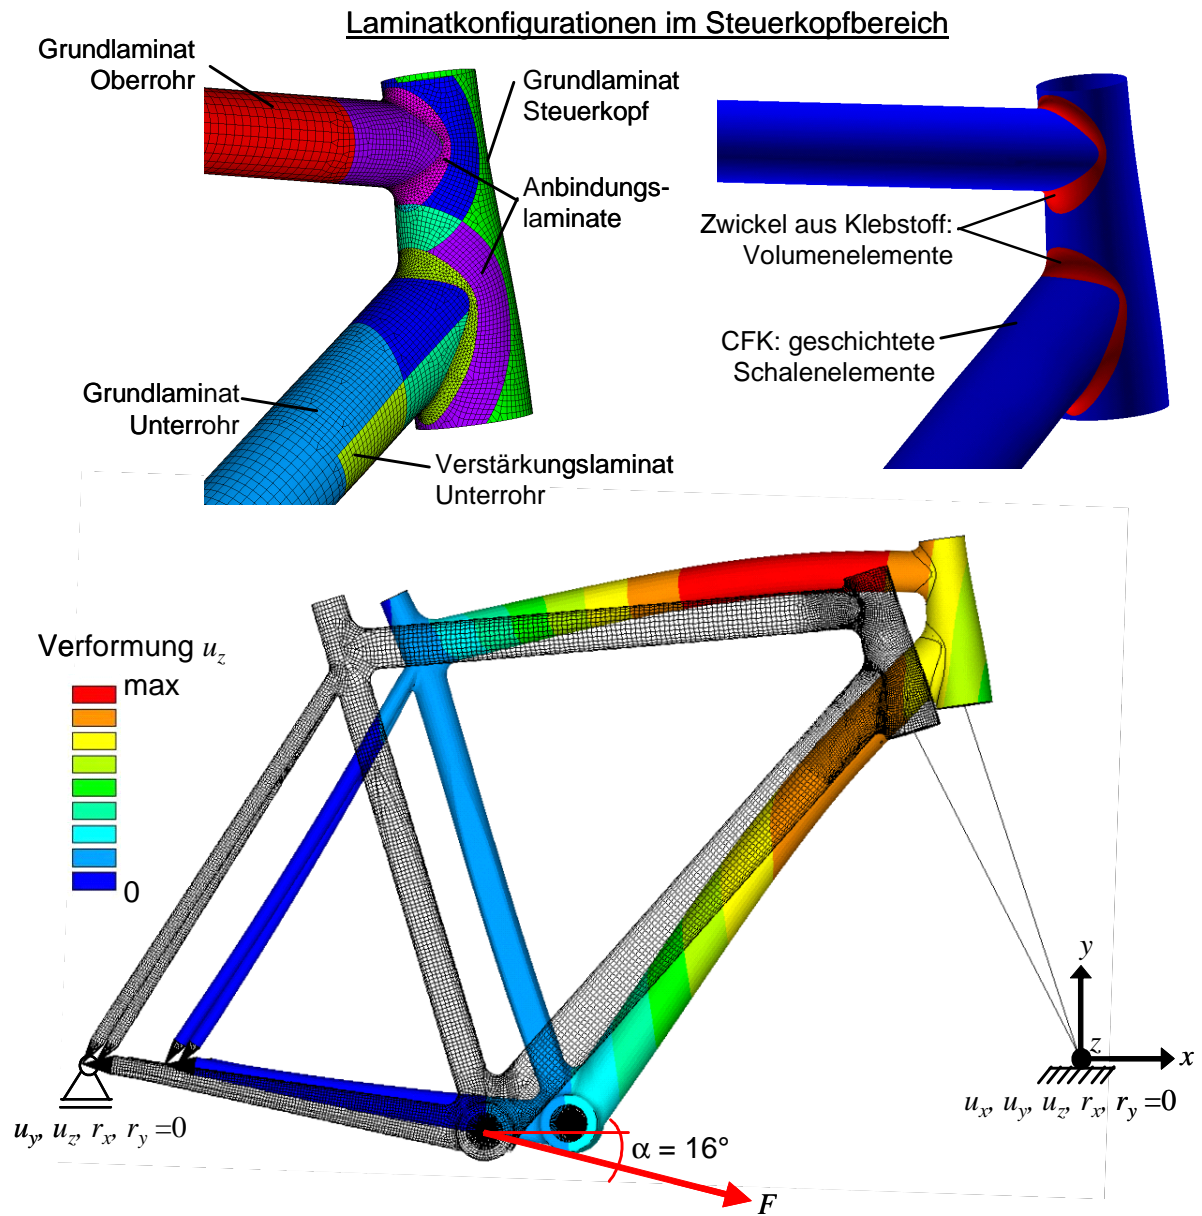 Laminatkonfigurationen im Steuerkopfbereich
Grundlaminat
Oberrohr
Grundlaminat
Steuerkopf
Anbindungs-
laminate
Grundlaminat
Unterrohr
Verstärkungslaminat
Unterrohr
Zwickel aus Klebstoff:
Volumenelemente
CFK: geschichtete
Schalenelemente
Verformung uz
max
0
y
z
x
ux, uy, uz, rx, ry =0
uy, uz, rx, ry =0
α = 16°
F